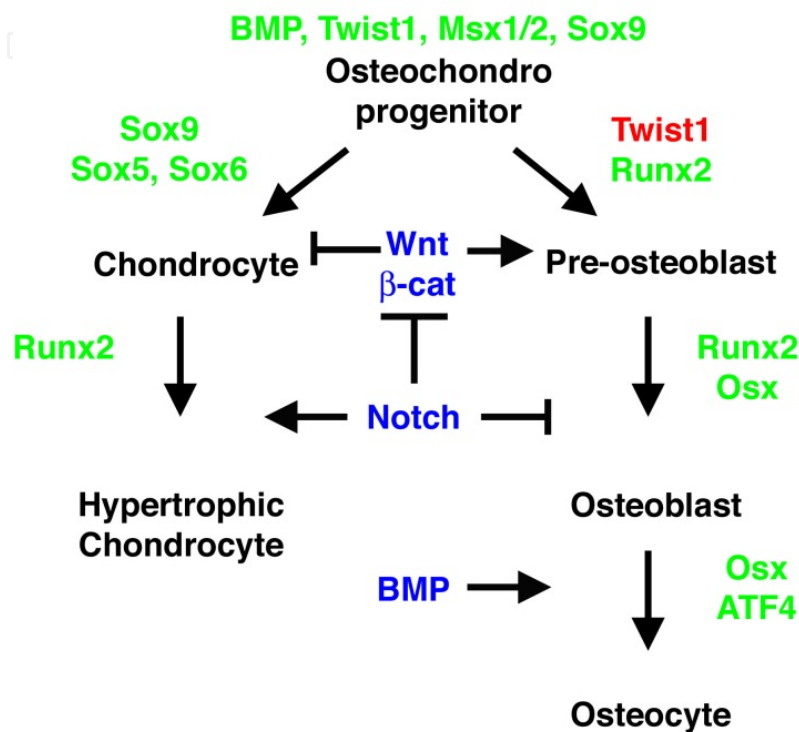 BMP, Twist1, Msx1/2, Sox9
Osteochondro
progenitor
Sox9
Sox5, Sox6
Twist1
Runx2
Chondrocyte
Wnt
β-cat
Pre-osteoblast
Runx2
Runx2
Osx
Notch
Hypertrophic
Chondrocyte
Osteoblast
BMP
Osx
ATF4
Osteocyte